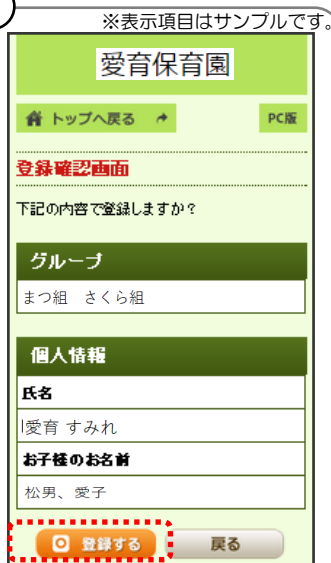 ※表示項目はサンプルです。
愛育保育園
トップへ戻る
PC版
登録確認画面
下記の内容で登録しますか？
グループ
まつ組　さくら組
個人情報
氏名
愛育 すみれ
お子様のお名前
松男、愛子
登録する
戻る